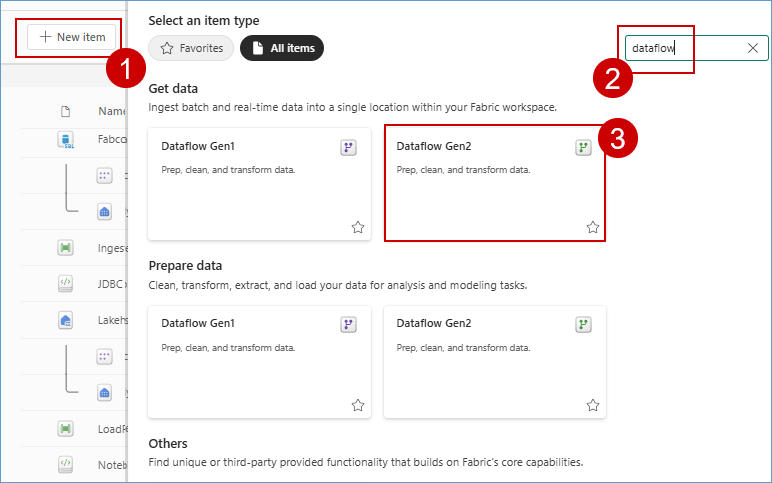 New item
1
Name
Fabco
Ingest
JDBC
Lakeh
LoadF
Noteb
Select an item type
Favorites
All items
dataflow
2
Get data
Ingest batch and real-time data into a single location within your Fabric workspace.
Dataflow Gen1
Prep, clean, and transform data.
Dataflow Gen2
Prep, clean, and transform data.
3
Prepare data
Clean, transform, extract, and load your data for analysis and modeling tasks.
Dataflow Gen1
Prep, clean, and transform data.
Dataflow Gen2
Prep, clean, and transform data.
Others
Find unique or third-party provided functionality that builds on Fabric's core capabilities.